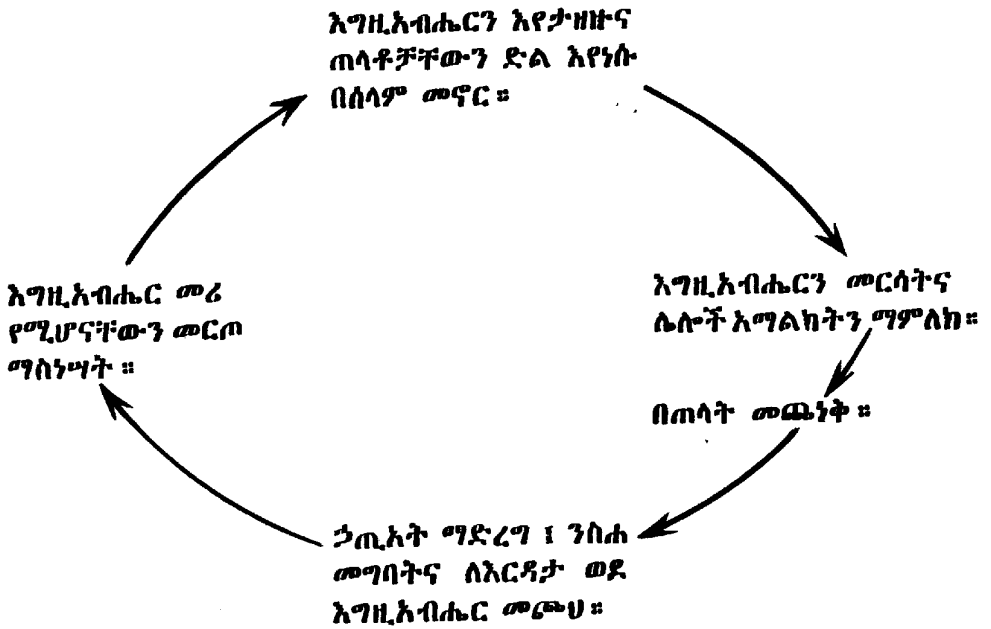 እግዚአብሔርን እየታዘዙና
ጠላቶቻቸውን ድል እየነሱ
በሰላም መኖር ።
እግዚአብሔርን መርሳትና
ሌሎች አማልክትን ማምለክ።
በጠላት መጨነቅ ።
ኃጢአት ማድረግ ፤ ንስሐ
መግባትና ለእርዳታ ወደ
እግዚአብሔር መጮህ ።
እግዚአብሔር መሪ
የሚሆናቸውን መርጦ
ማስነሣት ።